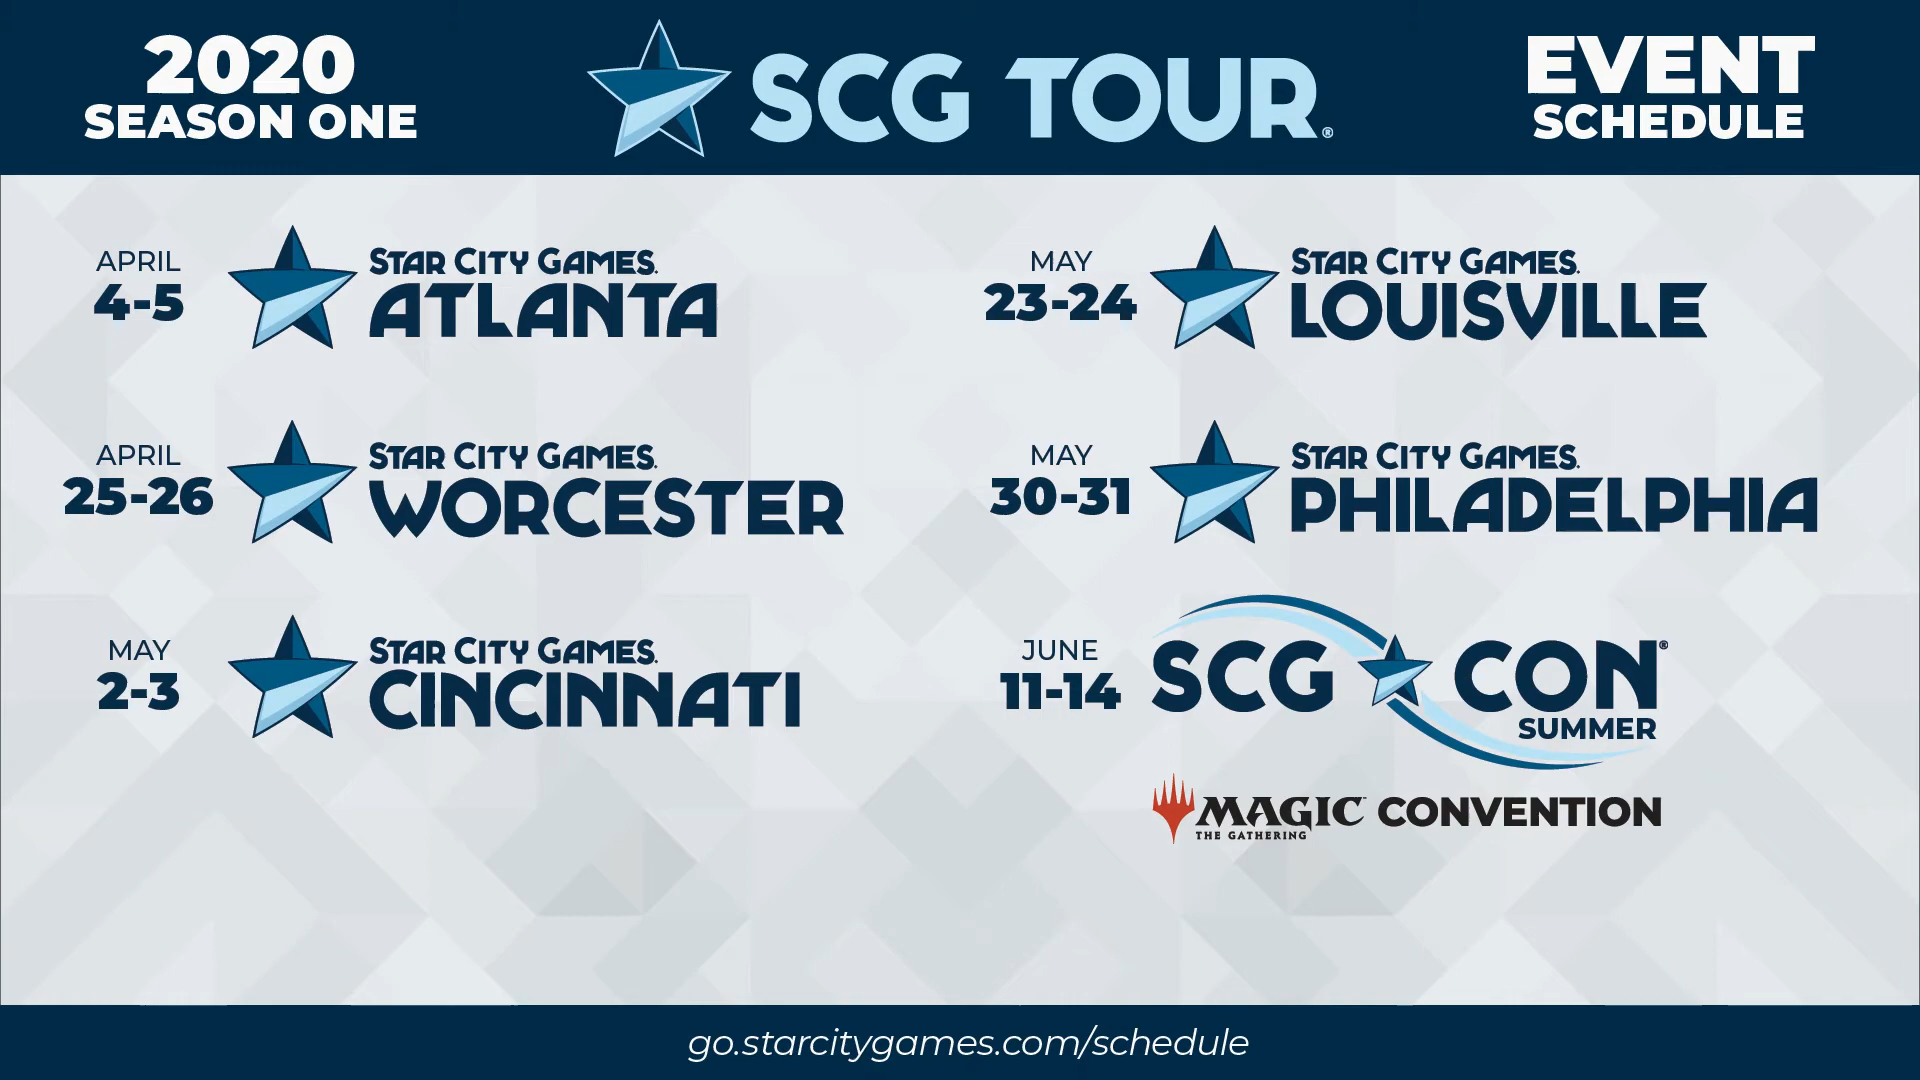 2020
SEASON ONE
SCG TOUR®
EVENT
SCHEDULE
APRIL
4-5
STAR CITY GAMES.
ATLANTA
APRIL
25-26
STAR CITY GAMES.
WORCESTER
MAY
2-3
STAR CITY GAMES.
CINCINNATI
MAY
23-24
STAR CITY GAMES.
LOUISVILLE
MAY
30-31
STAR CITY GAMES.
PHILADELPHIA
JUNE
11-14
SCG CON®
SUMMER
MAGIC CONVENTION
THE GATHERING
go.starcitygames.com/schedule